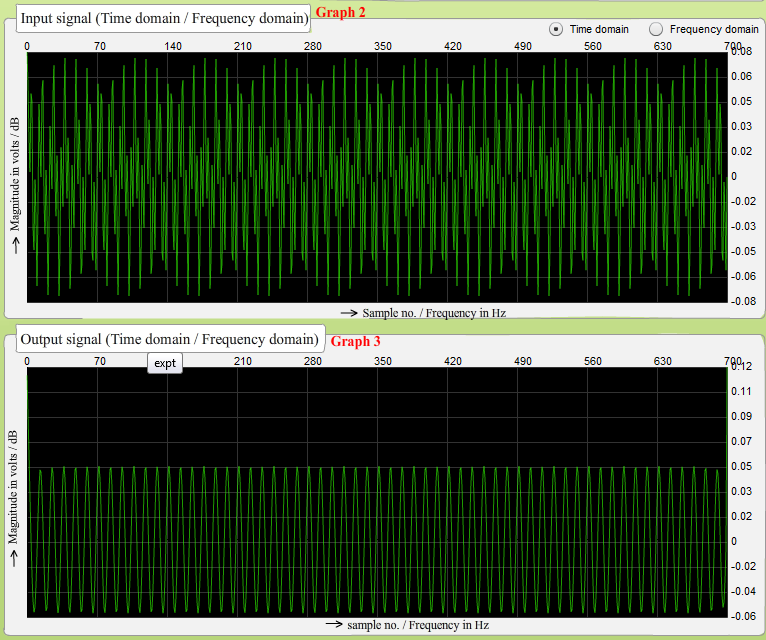 Input signal (Time domain / Frequency domain) Graph 2
Time domain Frequency domain
0 70 140 210 280 350 420 490 560 630 700
0.08
0.06
0.05
0.03
0.02
0
-0.02
-0.03
-0.05
-0.06
-0.08
Magnitude in volts / dB
Sample no. / Frequency in Hz
Output signal (Time domain / Frequency domain) Graph 3
0 70 210 280 350 420 490 560 630 700
expt
0.12
0.11
0.09
0.07
0.05
0.03
0.02
0
-0.02
-0.04
-0.06
Magnitude in volts / dB
sample no. / Frequency in Hz